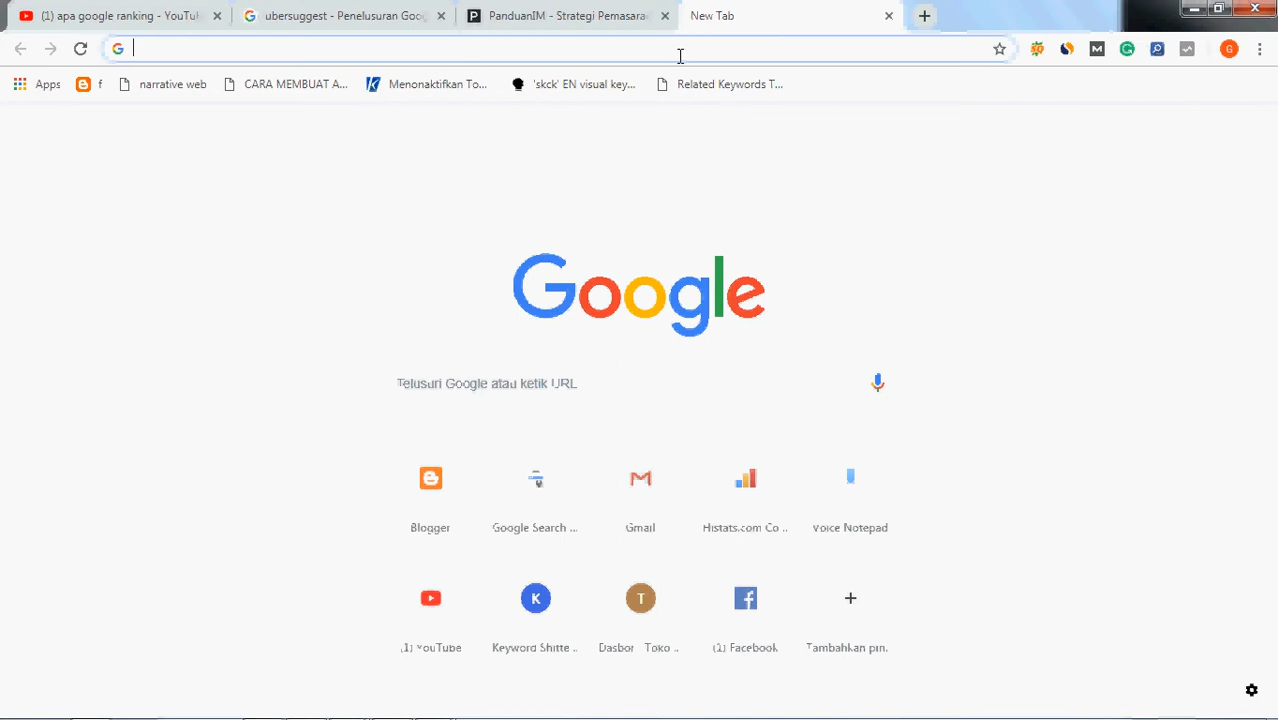 (1) apa google ranking - YouTub
ubersuggest - Penelusuran Goo
PanduanIM - Strategi Pemasara
New Tab
Apps
f
narrative web
CARA MEMBUAT A...
Menonaktifkan To...
'skck' EN visual key...
Related Keywords T...
Google
Telusuri Google atau ketik URL
Blogger
Google Search ...
Gmail
Histats.com Co ..
Voice Notepad
(1) YouTube
Keyword Shitte ..
Dasbor Toko ..
(1) Facebook
Tambahkan pin.